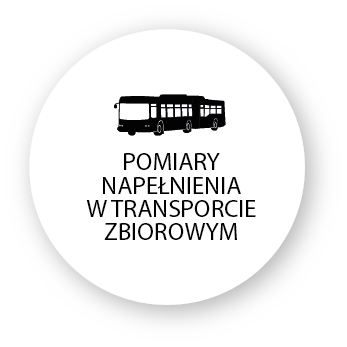 POMIARY
NAPEŁNIENIA
W TRANSPORCIE
ZBIOROWYM